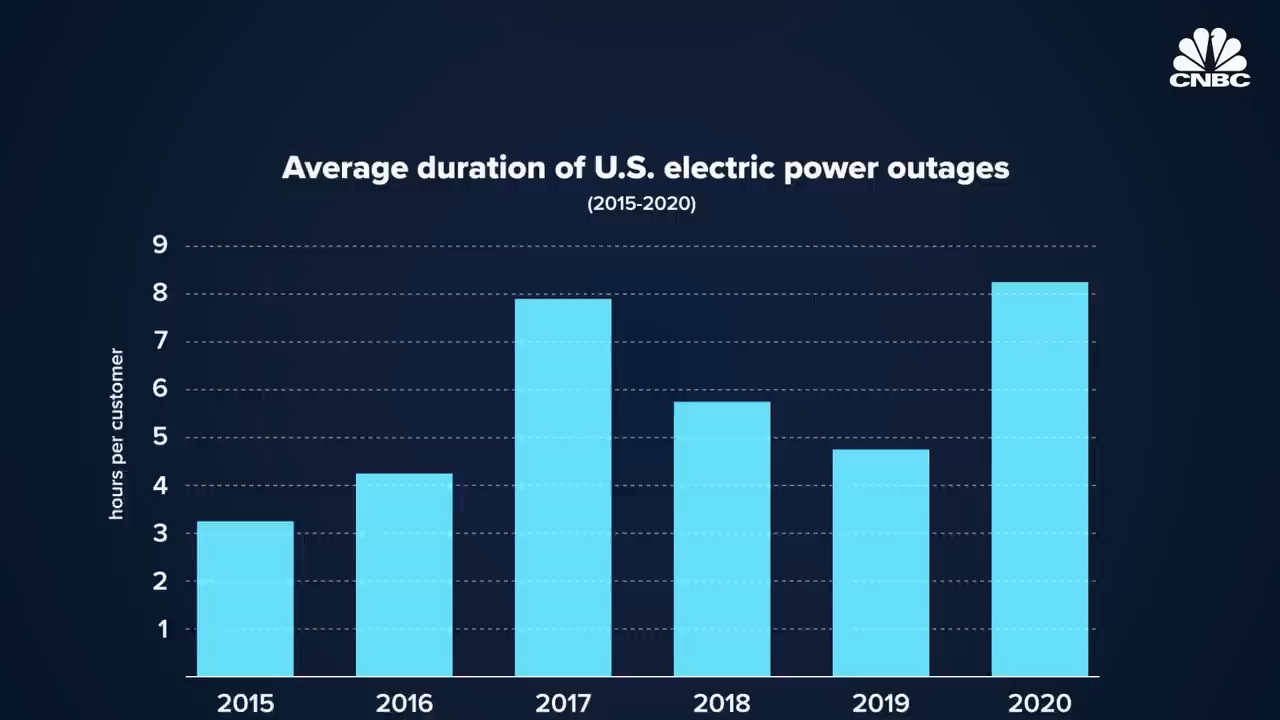 CNBC
Average duration of U.S. electric power outages
(2015-2020)
9
8
7
6
5
4
3
2
1
hours per customer
2015 2016 2017 2018 2019 2020